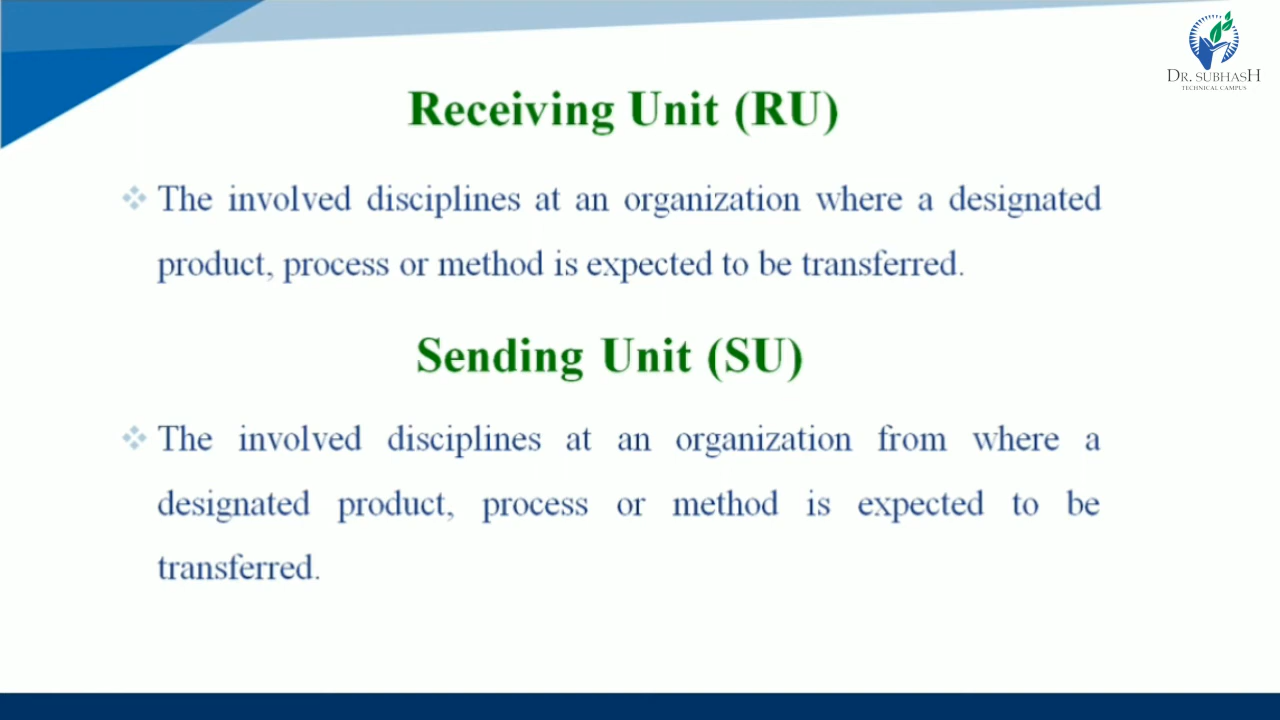 DR. SUBHASH
TECHNICAL CAMPUS
Receiving Unit (RU)
The involved disciplines at an organization where a designated
product, process or method is expected to be transferred.
Sending Unit (SU)
The involved disciplines at an organization from where a
designated product, process or method is expected to be
transferred.